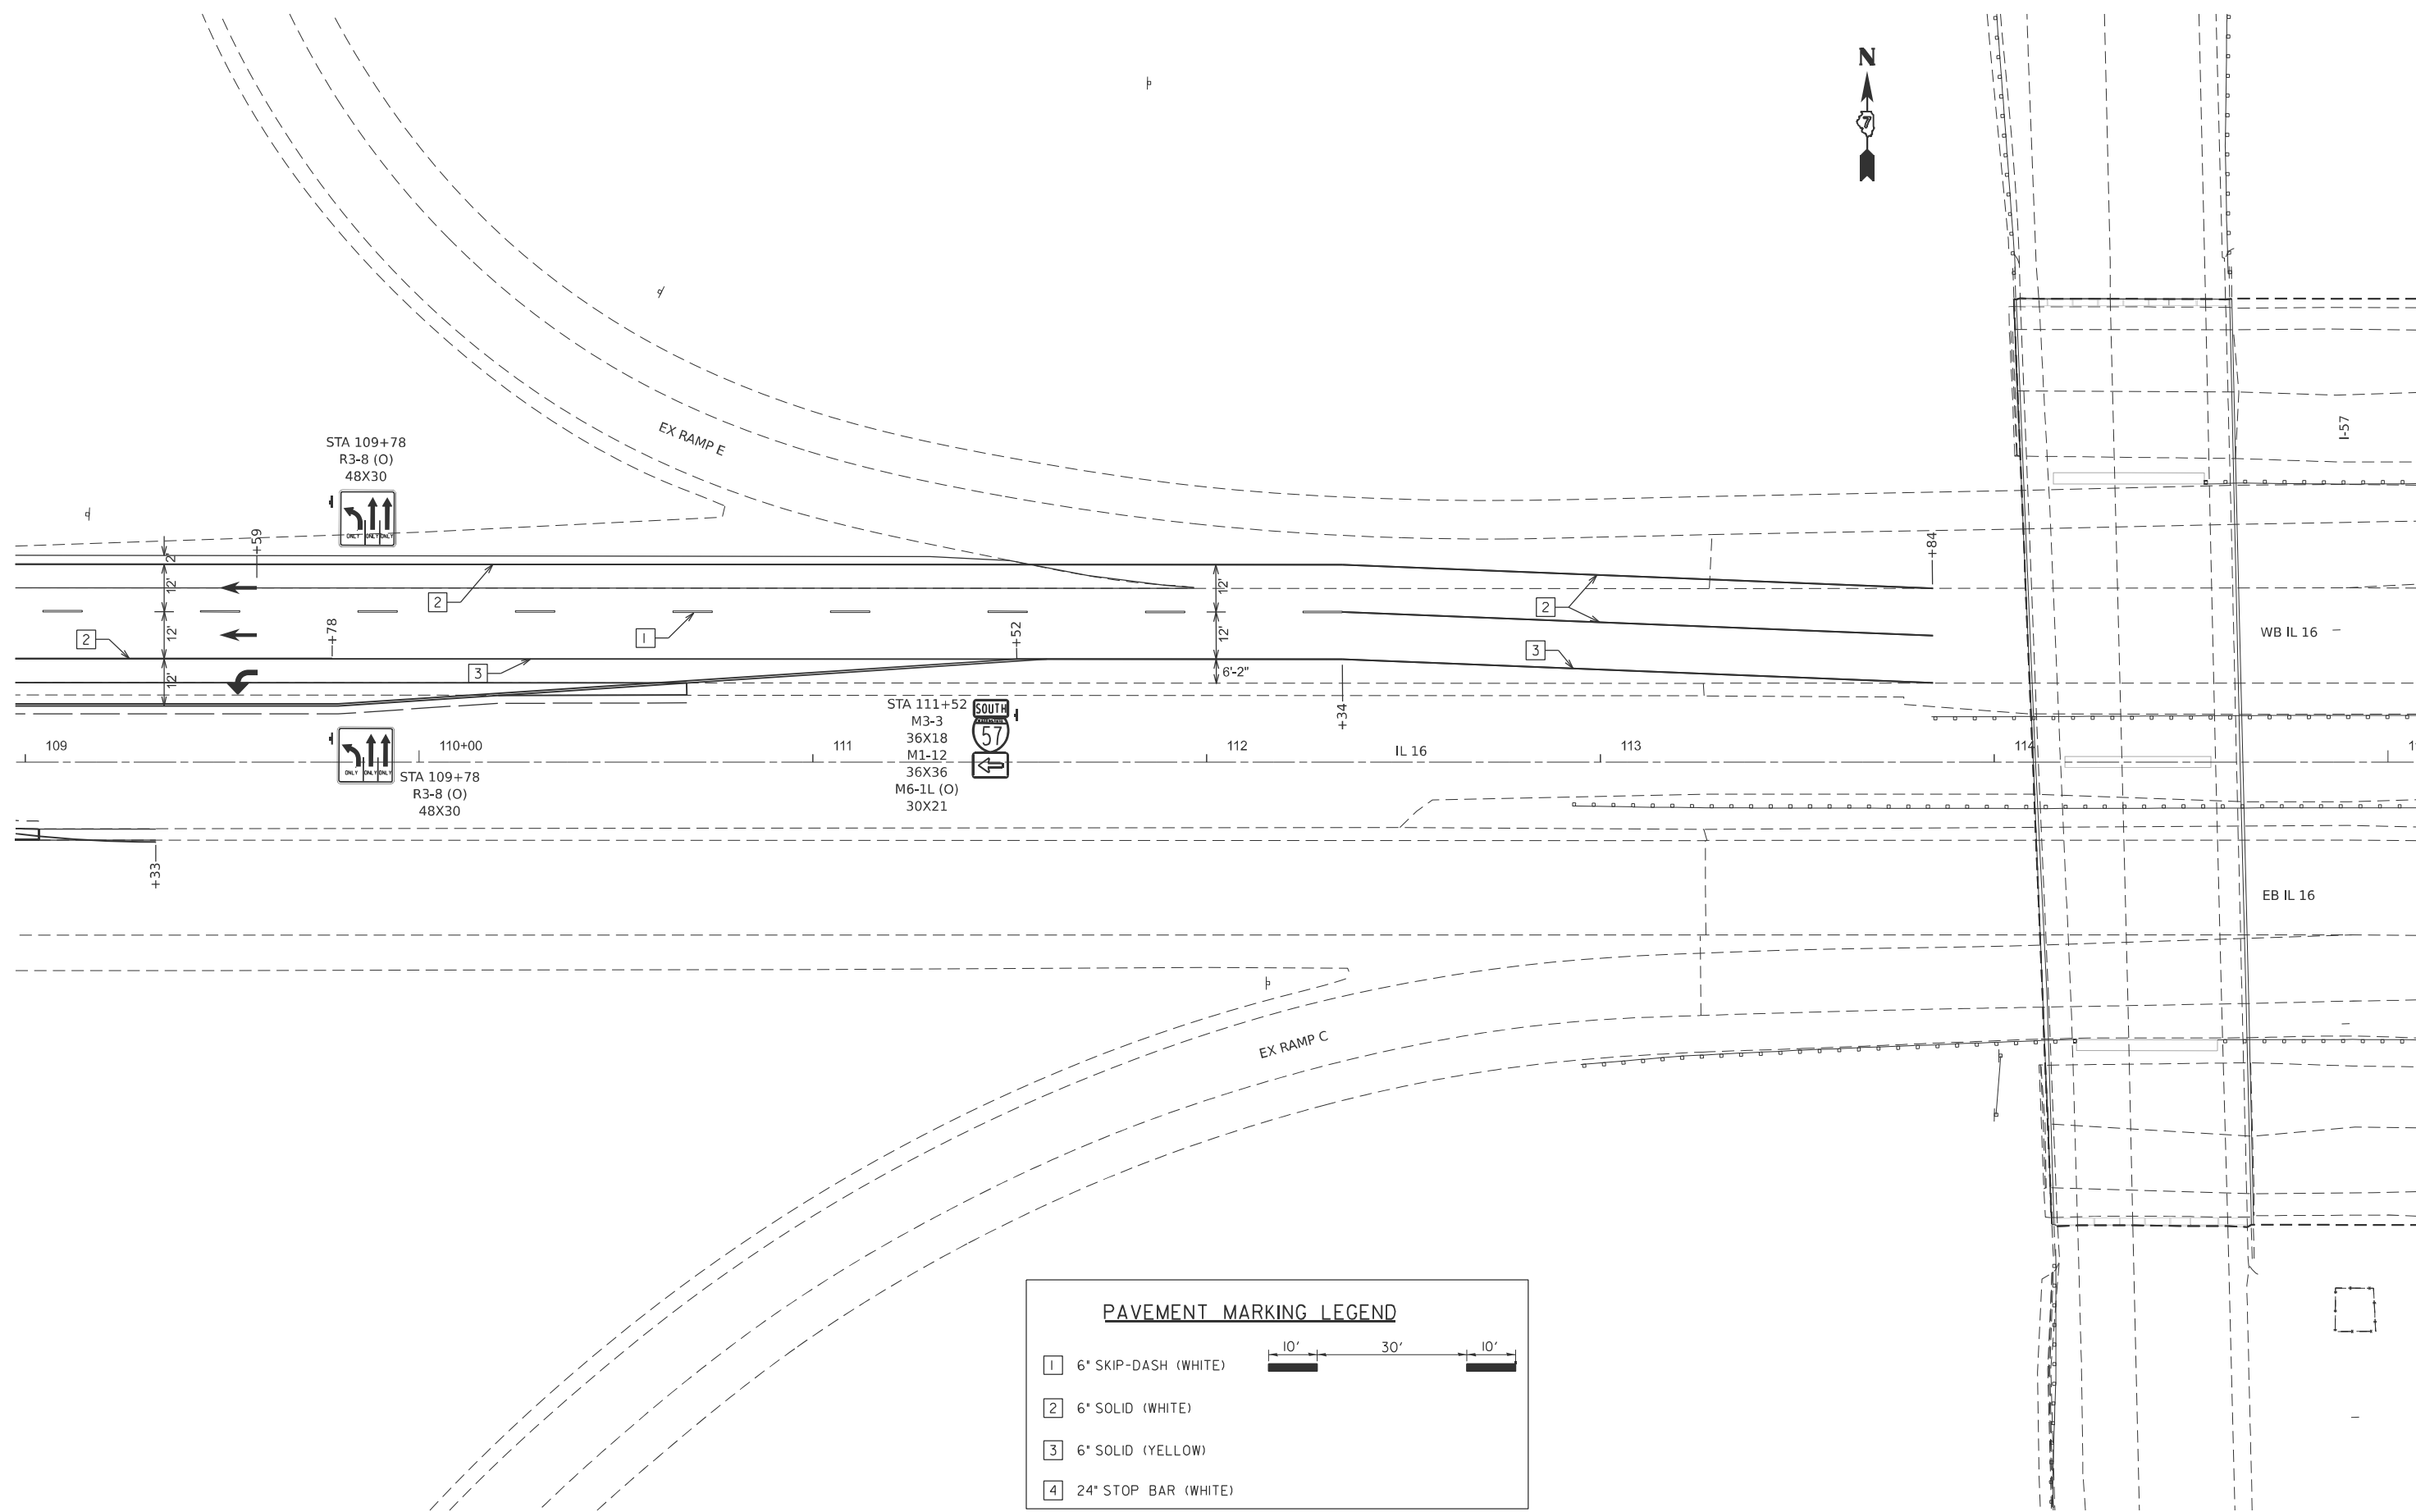 N
7
EX RAMP E
STA 109+78
R3-8 (O)
48X30
ONLY ONLY ONLY
I-57
+59
+84
2'
12'
12'
12'
12'
12'
6'-2"
2
2
1
2
3
3
+78
+52
+34
WB IL 16
STA 111+52
M3-3
36X18
M1-12
36X36
M6-1L (O)
30X21
SOUTH
57
109
110+00
111
112
IL 16
113
114
ONLY ONLY ONLY
STA 109+78
R3-8 (O)
48X30
+33
EB IL 16
EX RAMP C
PAVEMENT MARKING LEGEND
10' 30' 10'
1 6" SKIP-DASH (WHITE)
2 6" SOLID (WHITE)
3 6" SOLID (YELLOW)
4 24" STOP BAR (WHITE)